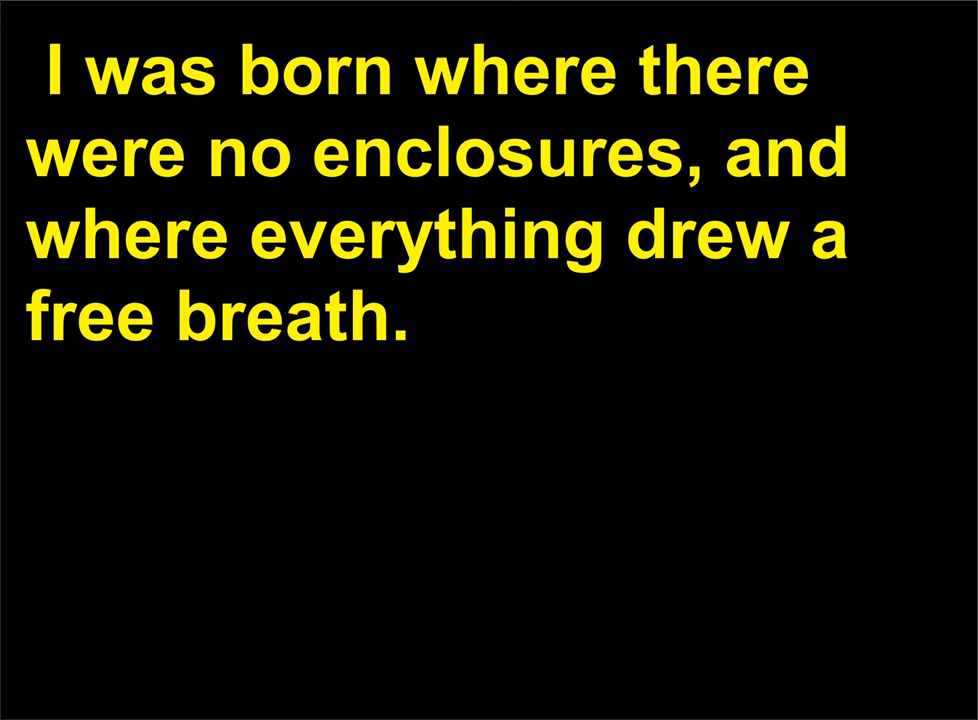 I was born where there
were no enclosures, and
where everything drew a
free breath.